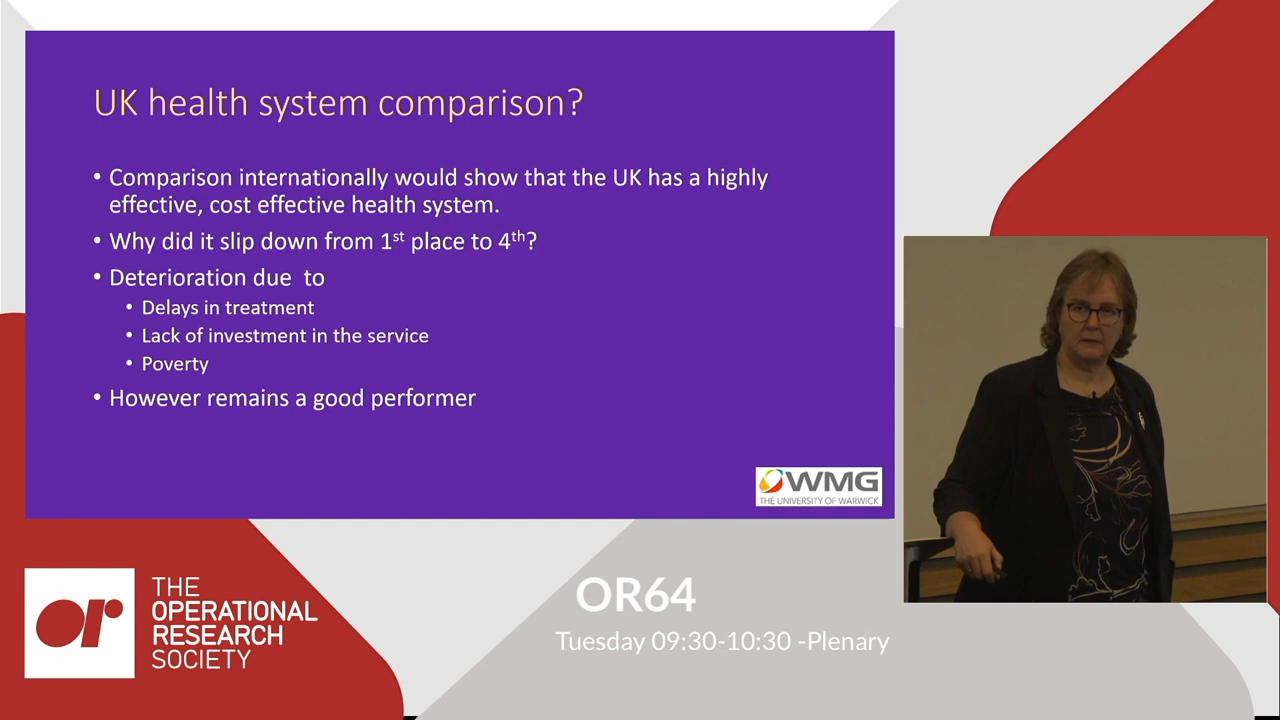 UK health system comparison?
• Comparison internationally would show that the UK has a highly
effective, cost effective health system.
• Why did it slip down from 1st place to 4th?
• Deterioration due  to
• Delays in treatment
• Lack of investment in the service
• Poverty
• However remains a good performer
WMG
THE UNIVERSITY OF WARWICK
or
THE
OPERATIONAL
RESEARCH
SOCIETY
OR64
Tuesday 09:30-10:30 -Plenary